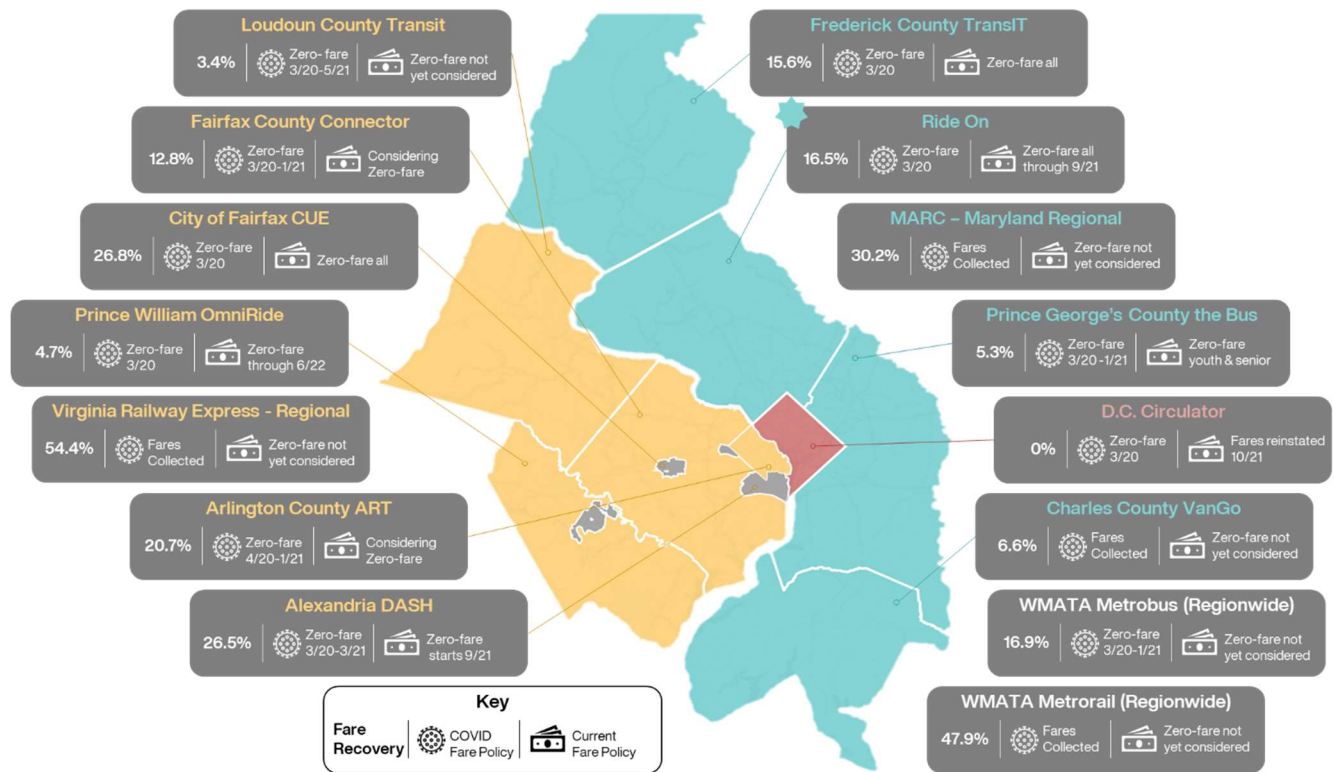 Loudoun County Transit
3.4%
Zero- fare
3/20-5/21
Zero-fare not
yet considered
Fairfax County Connector
12.8%
Zero-fare
3/20-1/21
Considering
Zero-fare
City of Fairfax CUE
26.8%
Zero-fare
3/20
Zero-fare all
Prince William OmniRide
4.7%
Zero-fare
3/20
Zero-fare
through 6/22
Virginia Railway Express - Regional
54.4%
Fares
Collected
Zero-fare not
yet considered
Arlington County ART
20.7%
Zero-fare
4/20-1/21
Considering
Zero-fare
Alexandria DASH
26.5%
Zero-fare
3/20-3/21
Zero-fare
starts 9/21
Frederick County TransIT
15.6%
Zero-fare
3/20
Zero-fare all
Ride On
16.5%
Zero-fare
3/20
Zero-fare all
through 9/21
MARC – Maryland Regional
30.2%
Fares
Collected
Zero-fare not
yet considered
Prince George's County the Bus
5.3%
Zero-fare
3/20 -1/21
Zero-fare
youth & senior
D.C. Circulator
0%
Zero-fare
3/20
Fares reinstated
10/21
Charles County VanGo
6.6%
Fares
Collected
Zero-fare not
yet considered
WMATA Metrobus (Regionwide)
16.9%
Zero-fare
3/20-1/21
Zero-fare not
yet considered
WMATA Metrorail (Regionwide)
47.9%
Fares
Collected
Zero-fare not
yet considered
Key
Fare
Recovery
COVID
Fare Policy
Current
Fare Policy